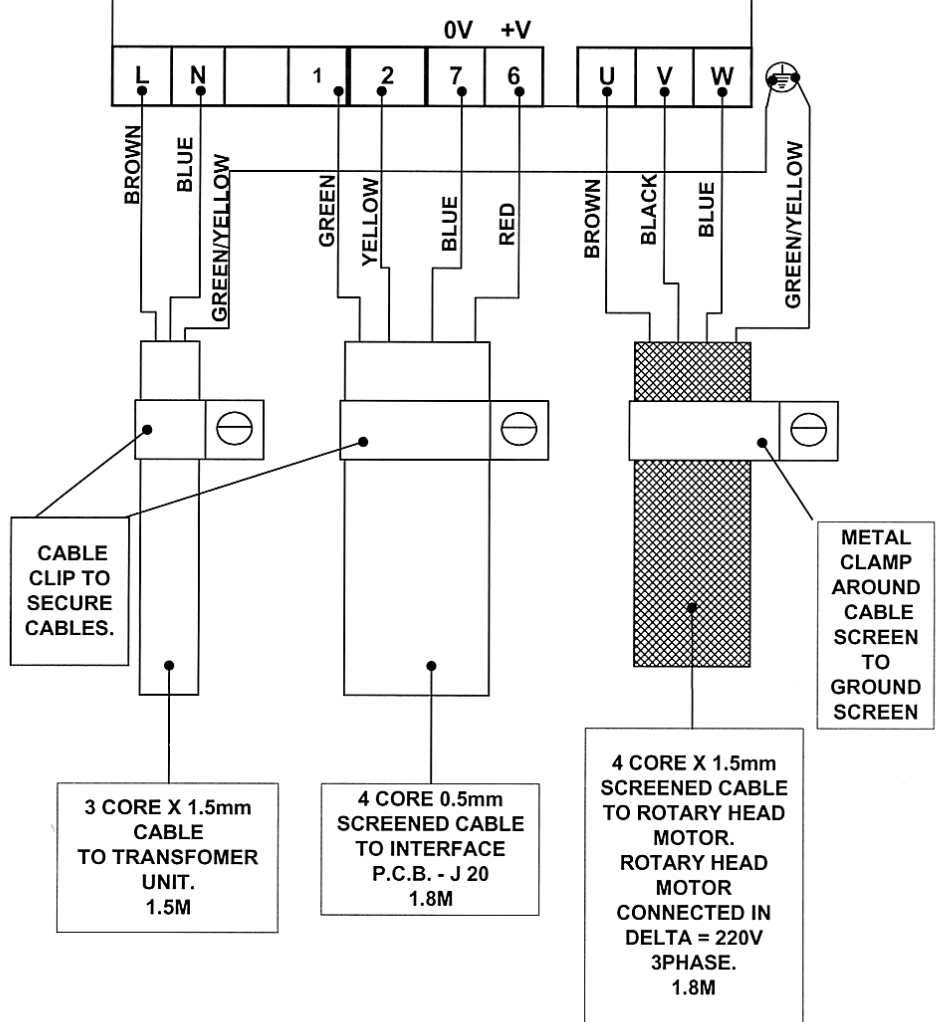 0V +V
L N 1 2 7 6 U V W
BROWN
BLUE
GREEN/YELLOW
GREEN
YELLOW
BLUE
RED
BROWN
BLACK
BLUE
GREEN/YELLOW
CABLE
CLIP TO
SECURE
CABLES.
METAL
CLAMP
AROUND
CABLE
SCREEN
TO
GROUND
SCREEN
3 CORE X 1.5mm
CABLE
TO TRANSFOMER
UNIT.
1.5M
4 CORE 0.5mm
SCREENED CABLE
TO INTERFACE
P.C.B. - J 20
1.8M
4 CORE X 1.5mm
SCREENED CABLE
TO ROTARY HEAD
MOTOR.
ROTARY HEAD
MOTOR
CONNECTED IN
DELTA = 220V
3PHASE.
1.8M